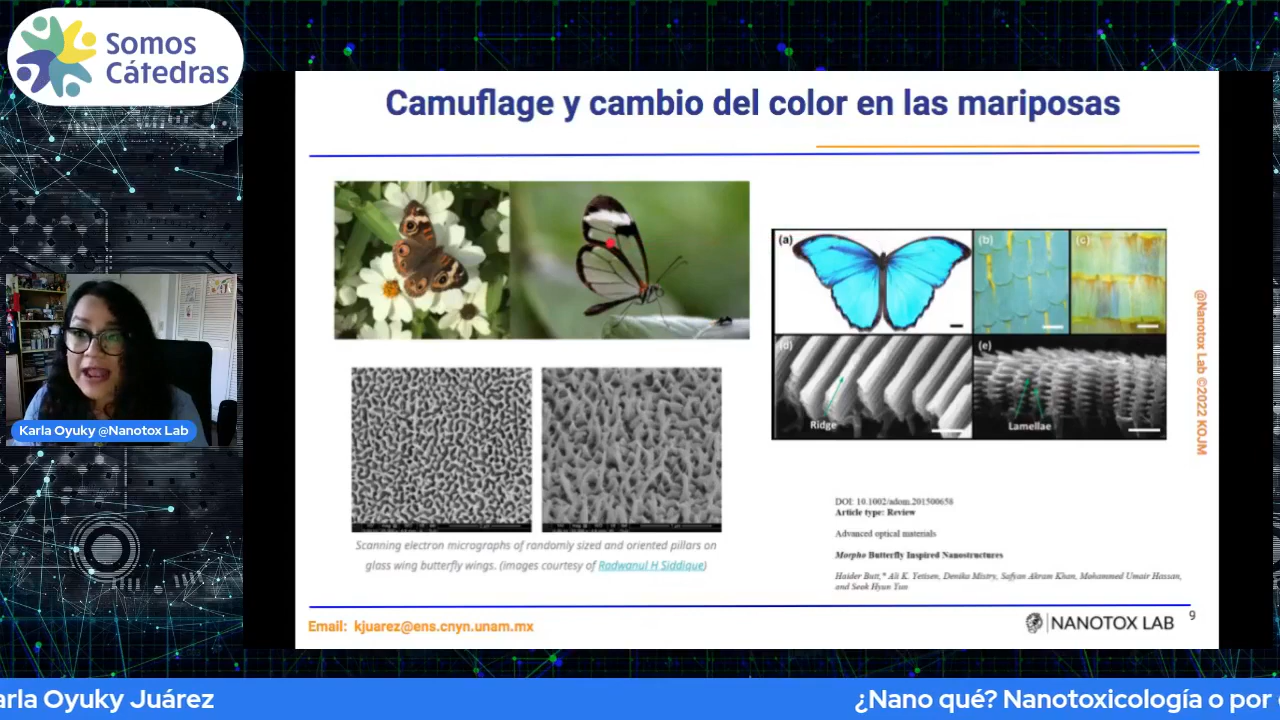 Somos
Cátedras
Camuflage y cambio del color en las mariposas
(a)
(b)
(c)
(d)
(e)
Ridge
Lamellae
@Nanotox Lab ©2022 KOJM
Karla Oyuky @Nanotox Lab
Scanning electron micrographs of randomly sized and oriented pillars on
glass wing butterfly wings. (images courtesy of Radwanul H Siddique)
DOI: 10.1002/adom.201500658
Article type: Review
Advanced optical materials
Morpho Butterfly Inspired Nanostructures
Haider Butt,* Ali K. Yetisen, Denika Mistry, Safyan Akram Khan, Mohammed Umair Hassan,
and Seok Hyun Yun
Email: kjuarez@ens.cnyn.unam.mx
NANOTOX LAB
9
arla Oyuky Juárez
¿Nano qué? Nanotoxicología o por